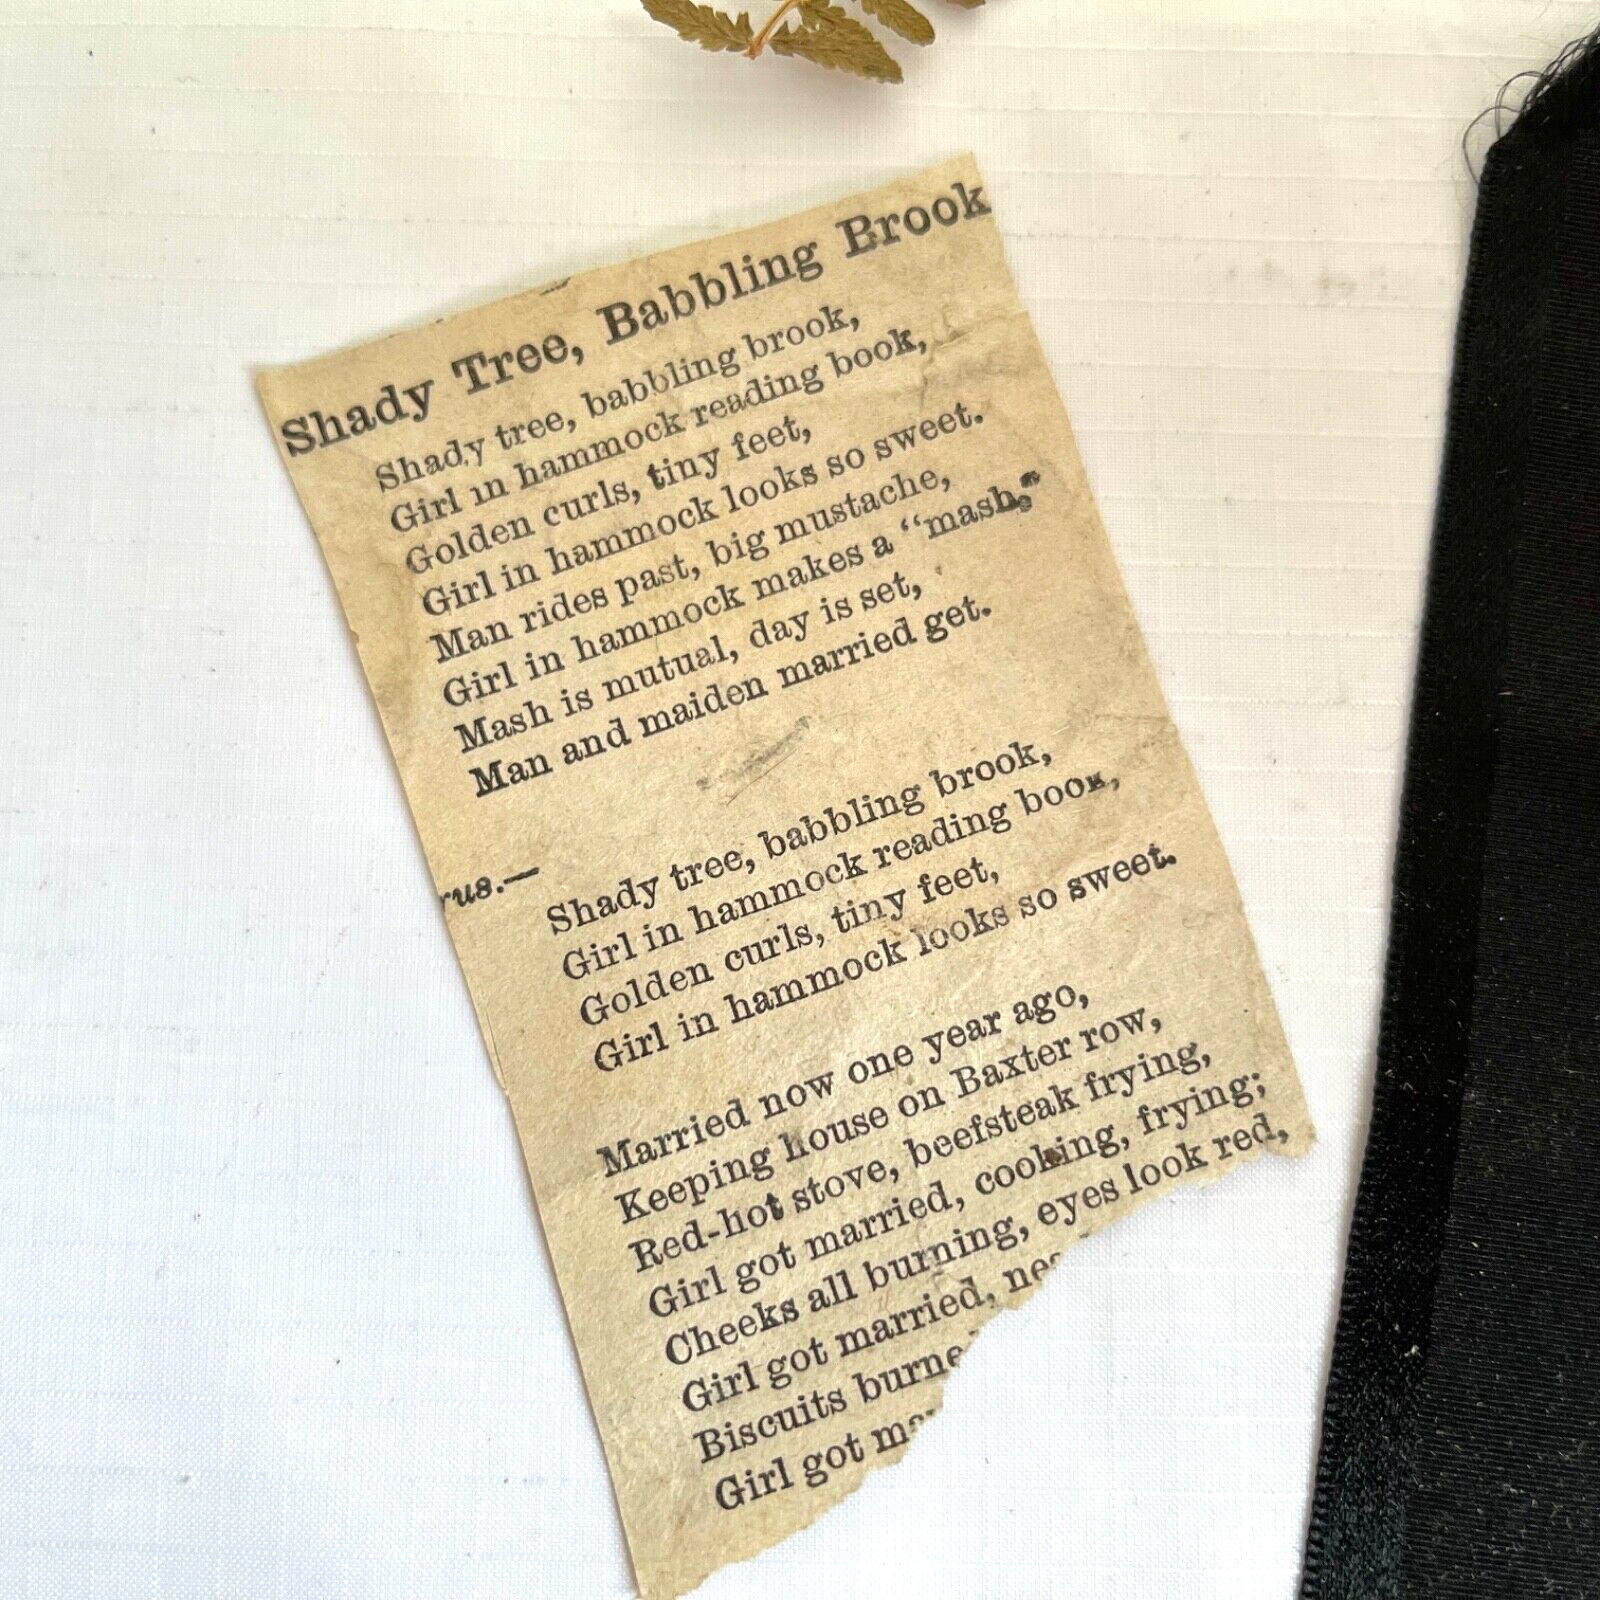 Shady Tree, Babbling Brook
Shady tree, babbling brook,
Girl in hammock reading book,
Golden curls, tiny feet,
Girl in hammock looks so sweet.
Man rides past, big mustache,
Girl in hammock makes a “mash,”
Mash is mutual, day is set,
Man and maiden married get.
rus.—
Shady tree, babbling brook,
Girl in hammock reading book,
Golden curls, tiny feet,
Girl in hammock looks so sweet.
Married now one year ago,
Keeping house on Baxter row,
Red-hot stove, beefsteak frying,
Girl got married, cooking, frying;
Cheeks all burning, eyes look red,
Girl got married,
Biscuits burne
Girl got